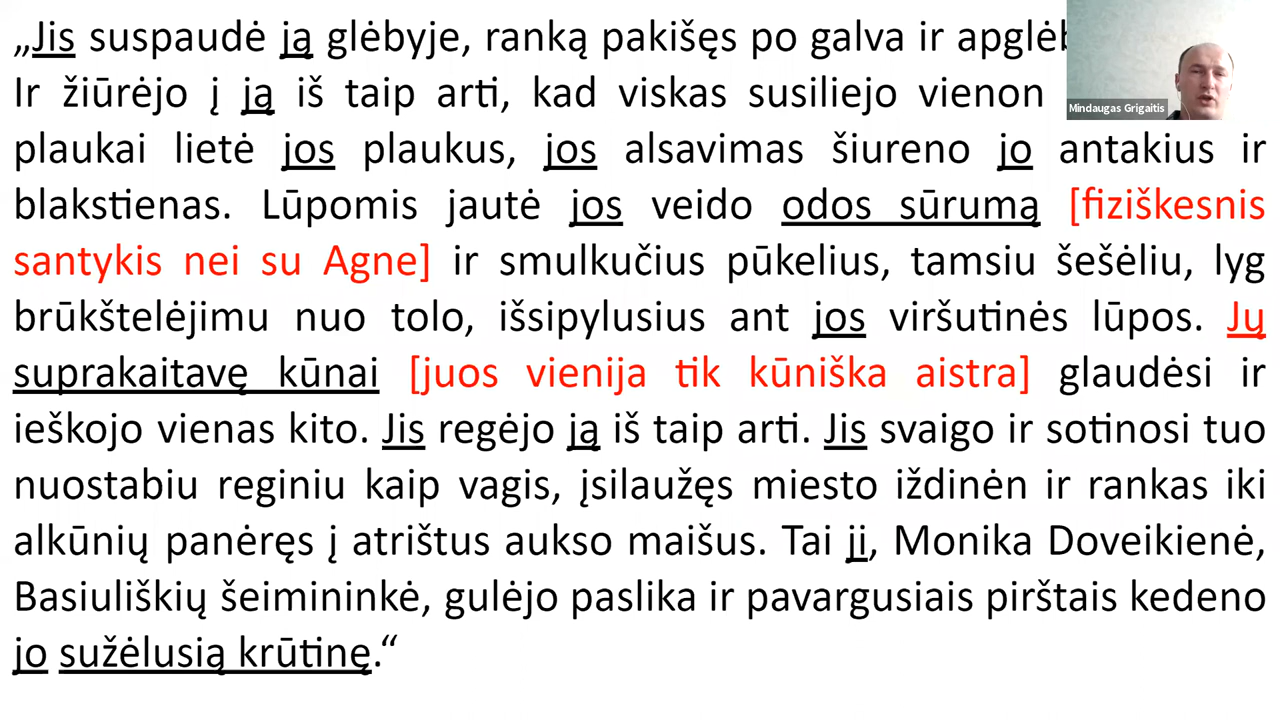 „Jis suspaudė ją glėbyje, ranką pakišęs po galva ir
Ir žiūrėjo į ją iš taip arti, kad viskas susiliejo vienon
Mindaugas Grigaitis
plaukai lietė jos plaukus, jos alsavimas šiureno jo antakius ir
blakstienas. Lūpomis jautė jos veido odos sūrumą [fiziškesnis
santykis nei su Agne] ir smulkučius pūkelius, tamsiu šešėliu, lyg
brūkštelėjimu nuo tolo, išsipylusius ant jos viršutinės lūpos. Jų
suprakaitavę kūnai [juos vienija tik kūniška aistra] glaudėsi ir
ieškojo vienas kito. Jis regėjo ją iš taip arti. Jis svaigo ir sotinosi tuo
nuostabiu reginiu kaip vagis, įsilaužęs miesto iždinėn ir rankas iki
alkūnių panėręs į atrištus aukso maišus. Tai ji, Monika Doveikienė,
Basiuliškių šeimininkė, gulėjo paslika ir pavargusiais pirštais kedeno
jo sužėlusią krūtinę.“